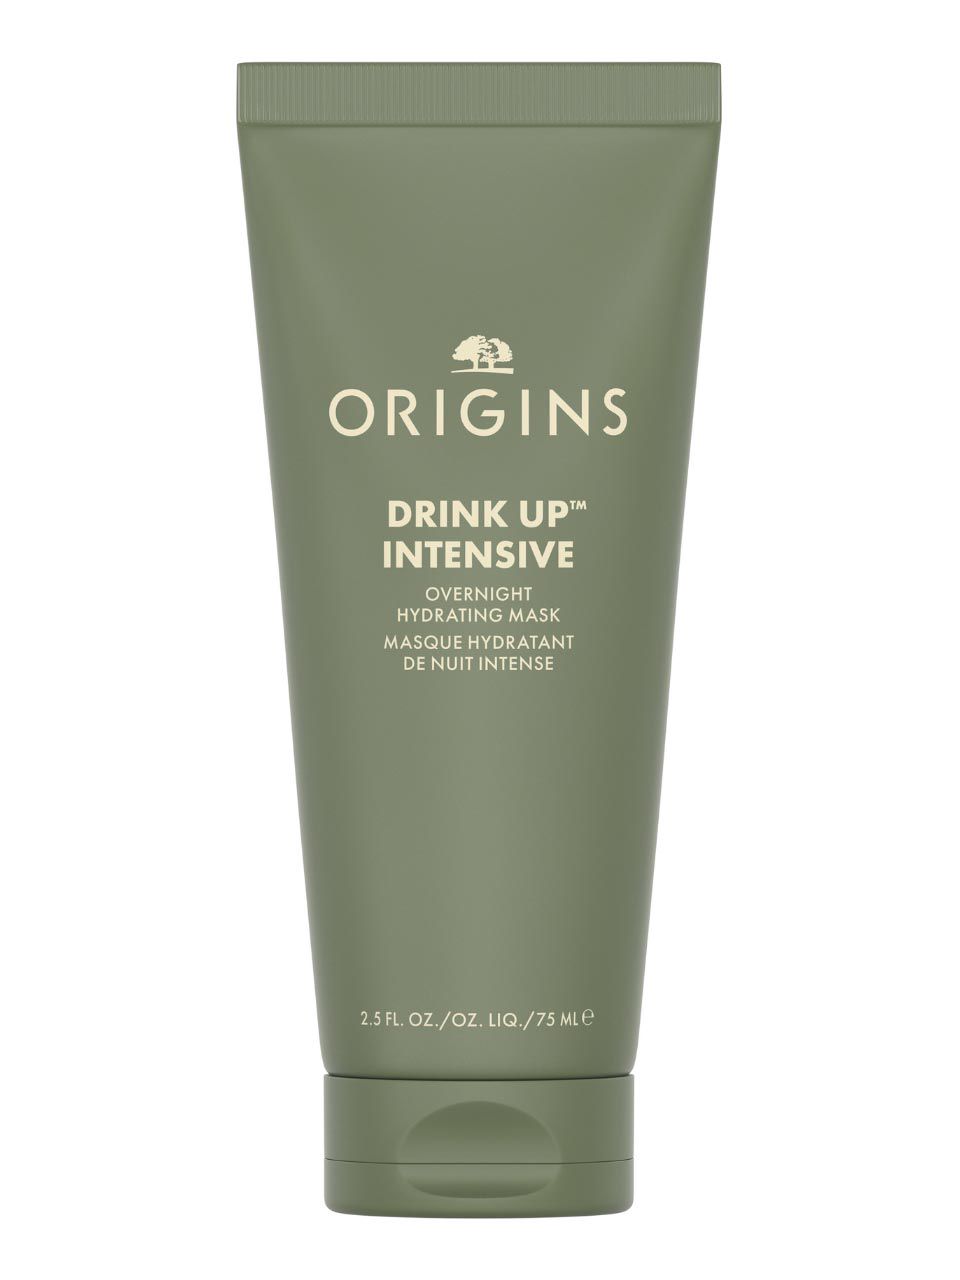 ORIGINS
DRINK UP™
INTENSIVE
OVERNIGHT
HYDRATING MASK
MASQUE HYDRATANT
DE NUIT INTENSE
2.5 FL. OZ./OZ. LIQ./75 ML ℮